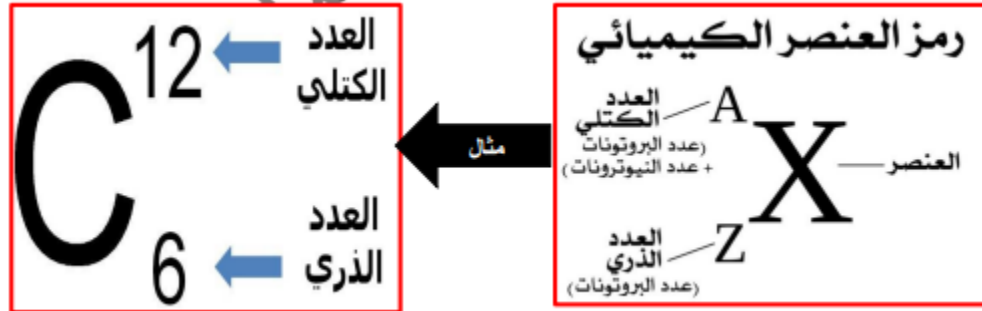 رمز العنصر الكيميائي
العدد
الكتلي
(عدد البروتونات
+ عدد النيوترونات)
A
X
العنصر
العدد
الذري
(عدد البروتونات)
Z
مثال
C
12
العدد
الكتلي
6
العدد
الذري